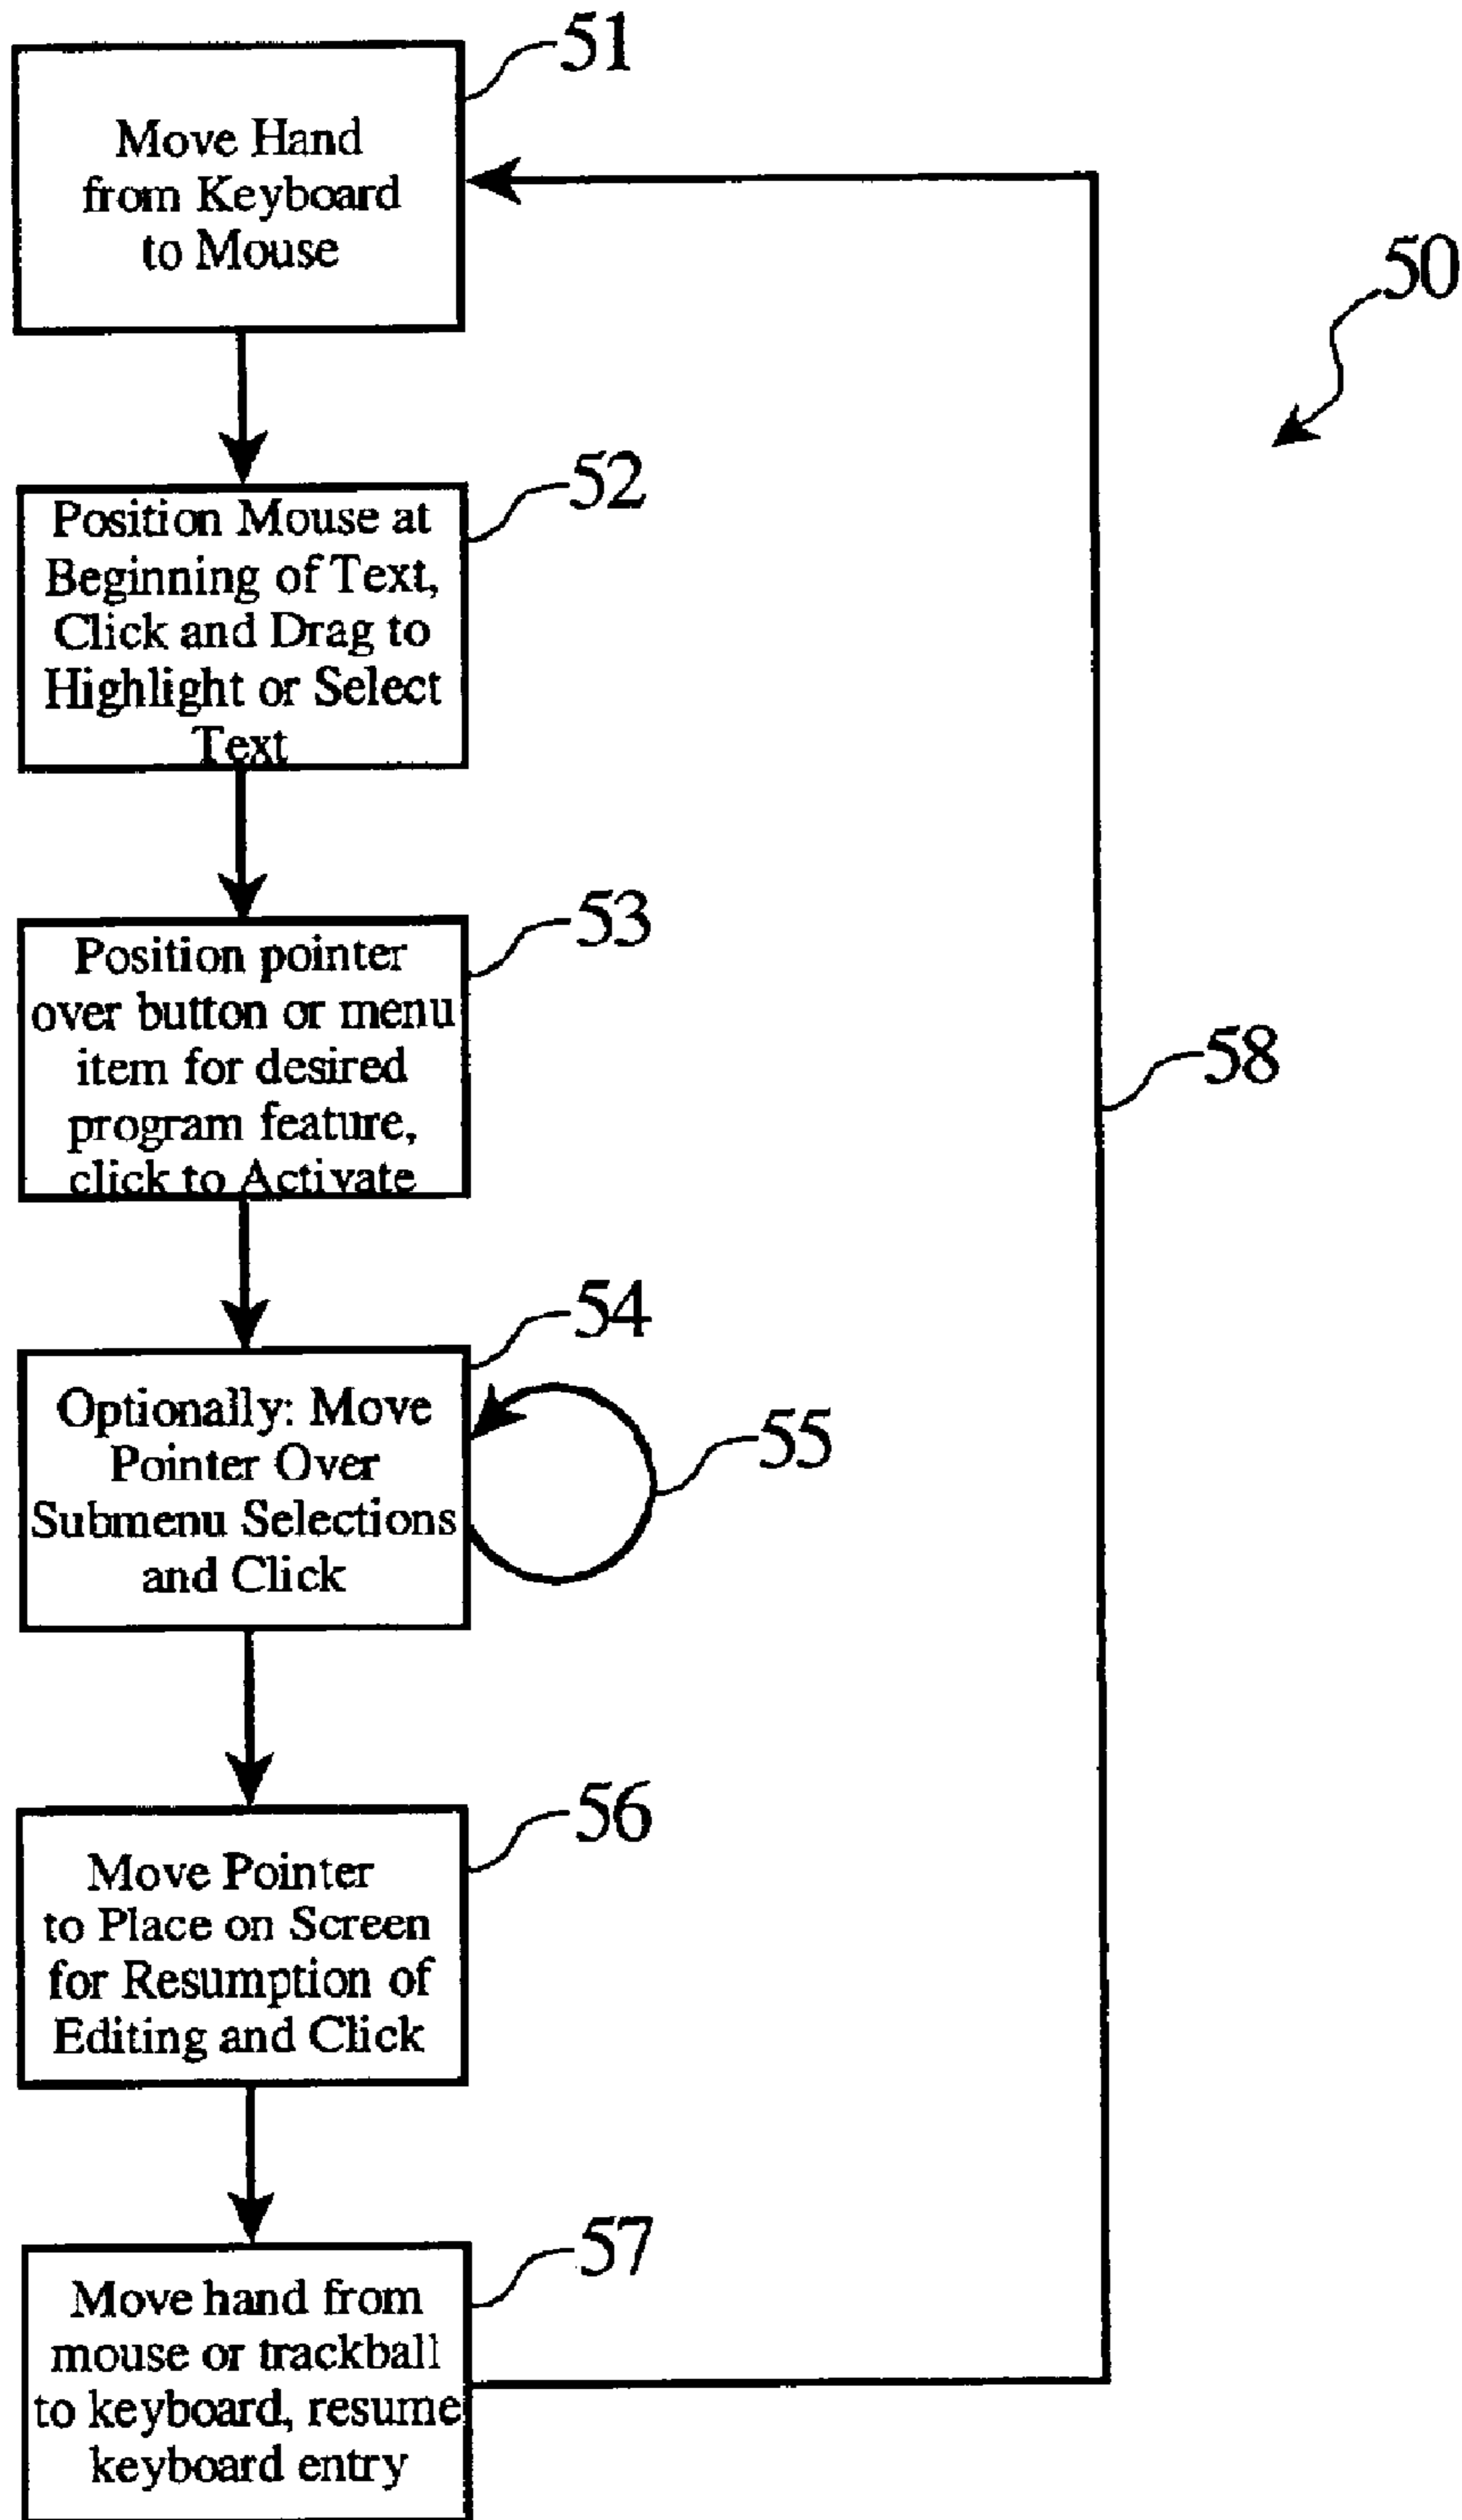 51
Move Hand
from Keyboard
to Mouse
50
52
Position Mouse at
Beginning of Text,
Click and Drag to
Highlight or Select
Text
53
Position pointer
over button or menu
item for desired
program feature,
click to Activate
58
54
Optionally: Move
Pointer Over
Submenu Selections
and Click
55
56
Move Pointer
to Place on Screen
for Resumption of
Editing and Click
57
Move hand from
mouse or trackball
to keyboard, resume
keyboard entry